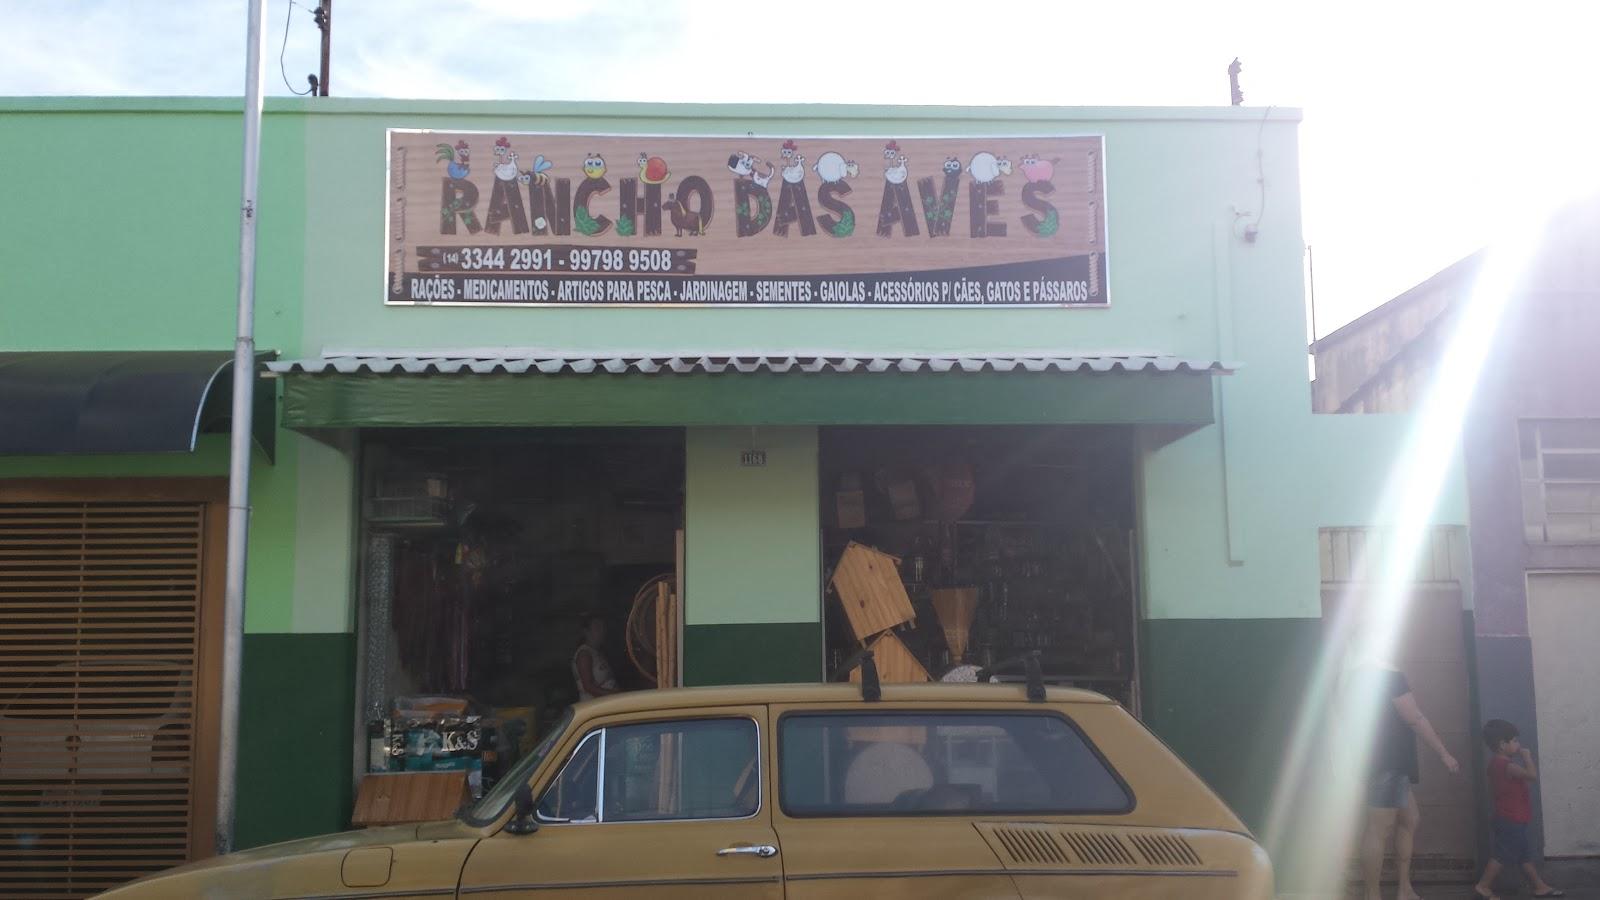 RANCHO DAS AVES
(14) 3344 2991 - 99798 9508
RAÇÕES - MEDICAMENTOS - ARTIGOS PARA PESCA - JARDINAGEM - SEMENTES - GAIOLAS - ACESSÓRIOS P/ CÃES, GATOS E PÁSSAROS
1168
K&S
K&S